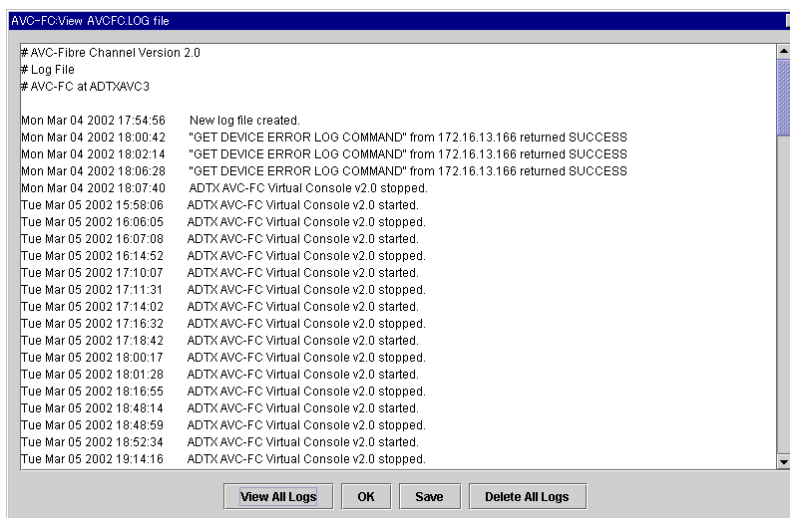 AVC-FC:View AVCFC.LOG file
# AVC-Fibre Channel Version 2.0
# Log File
# AVC-FC at ADTXAVC3
Mon Mar 04 2002 17:54:56 New log file created.
Mon Mar 04 2002 18:00:42 "GET DEVICE ERROR LOG COMMAND" from 172.16.13.166 returned SUCCESS
Mon Mar 04 2002 18:02:14 "GET DEVICE ERROR LOG COMMAND" from 172.16.13.166 returned SUCCESS
Mon Mar 04 2002 18:06:28 "GET DEVICE ERROR LOG COMMAND" from 172.16.13.166 returned SUCCESS
Mon Mar 04 2002 18:07:40 ADTX AVC-FC Virtual Console v2.0 stopped.
Tue Mar 05 2002 15:58:06 ADTX AVC-FC Virtual Console v2.0 started.
Tue Mar 05 2002 16:06:05 ADTX AVC-FC Virtual Console v2.0 stopped.
Tue Mar 05 2002 16:07:08 ADTX AVC-FC Virtual Console v2.0 started.
Tue Mar 05 2002 16:14:52 ADTX AVC-FC Virtual Console v2.0 stopped.
Tue Mar 05 2002 17:10:07 ADTX AVC-FC Virtual Console v2.0 started.
Tue Mar 05 2002 17:11:31 ADTX AVC-FC Virtual Console v2.0 stopped.
Tue Mar 05 2002 17:14:02 ADTX AVC-FC Virtual Console v2.0 started.
Tue Mar 05 2002 17:16:32 ADTX AVC-FC Virtual Console v2.0 stopped.
Tue Mar 05 2002 17:18:42 ADTX AVC-FC Virtual Console v2.0 started.
Tue Mar 05 2002 18:00:17 ADTX AVC-FC Virtual Console v2.0 stopped.
Tue Mar 05 2002 18:01:28 ADTX AVC-FC Virtual Console v2.0 started.
Tue Mar 05 2002 18:16:55 ADTX AVC-FC Virtual Console v2.0 stopped.
Tue Mar 05 2002 18:48:14 ADTX AVC-FC Virtual Console v2.0 started.
Tue Mar 05 2002 18:48:59 ADTX AVC-FC Virtual Console v2.0 stopped.
Tue Mar 05 2002 18:52:34 ADTX AVC-FC Virtual Console v2.0 started.
Tue Mar 05 2002 19:14:16 ADTX AVC-FC Virtual Console v2.0 stopped.
View All Logs OK Save Delete All Logs